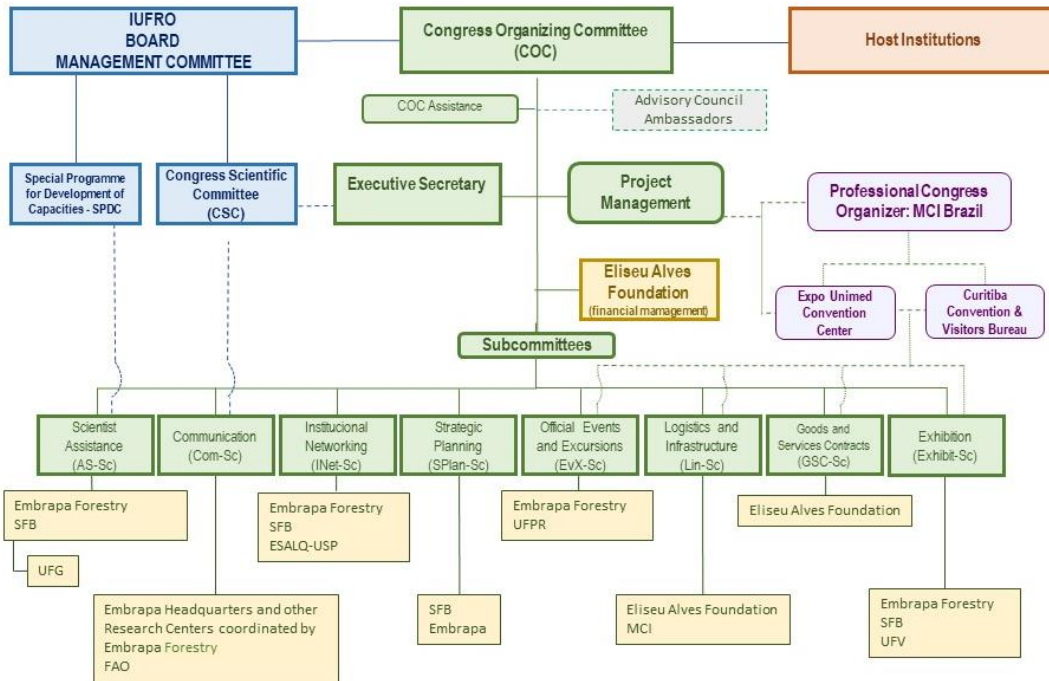 IUFRO
BOARD
MANAGEMENT COMMITTEE
Congress Organizing Committee
(COC)
Host Institutions
COC Assistance
Advisory Council
Ambassadors
Special Programme
for Development of
Capacities - SPDC
Congress Scientific
Committee
(CSC)
Executive Secretary
Project
Management
Professional Congress
Organizer: MCI Brazil
Eliseu Alves
Foundation
(financial management)
Expo Unimed
Convention
Center
Curitiba
Convention &
Visitors Bureau
Subcommittees
Scientist
Assistance
(AS-Sc)
Communication
(Com-Sc)
Institucional
Networking
(INet-Sc)
Strategic
Planning
(SPlan-Sc)
Official Events
and Excursions
(EvX-Sc)
Logistics and
Infrastructure
(Lin-Sc)
Goods and
Services Contracts
(GSC-Sc)
Exhibition
(Exhibit-Sc)
Embrapa Forestry
SFB
UFG
Embrapa Headquarters and other
Research Centers coordinated by
Embrapa Forestry
FAO
Embrapa Forestry
SFB
ESALQ-USP
SFB
Embrapa
Embrapa Forestry
UFPR
Eliseu Alves Foundation
MCI
Eliseu Alves Foundation
Embrapa Forestry
SFB
UFV